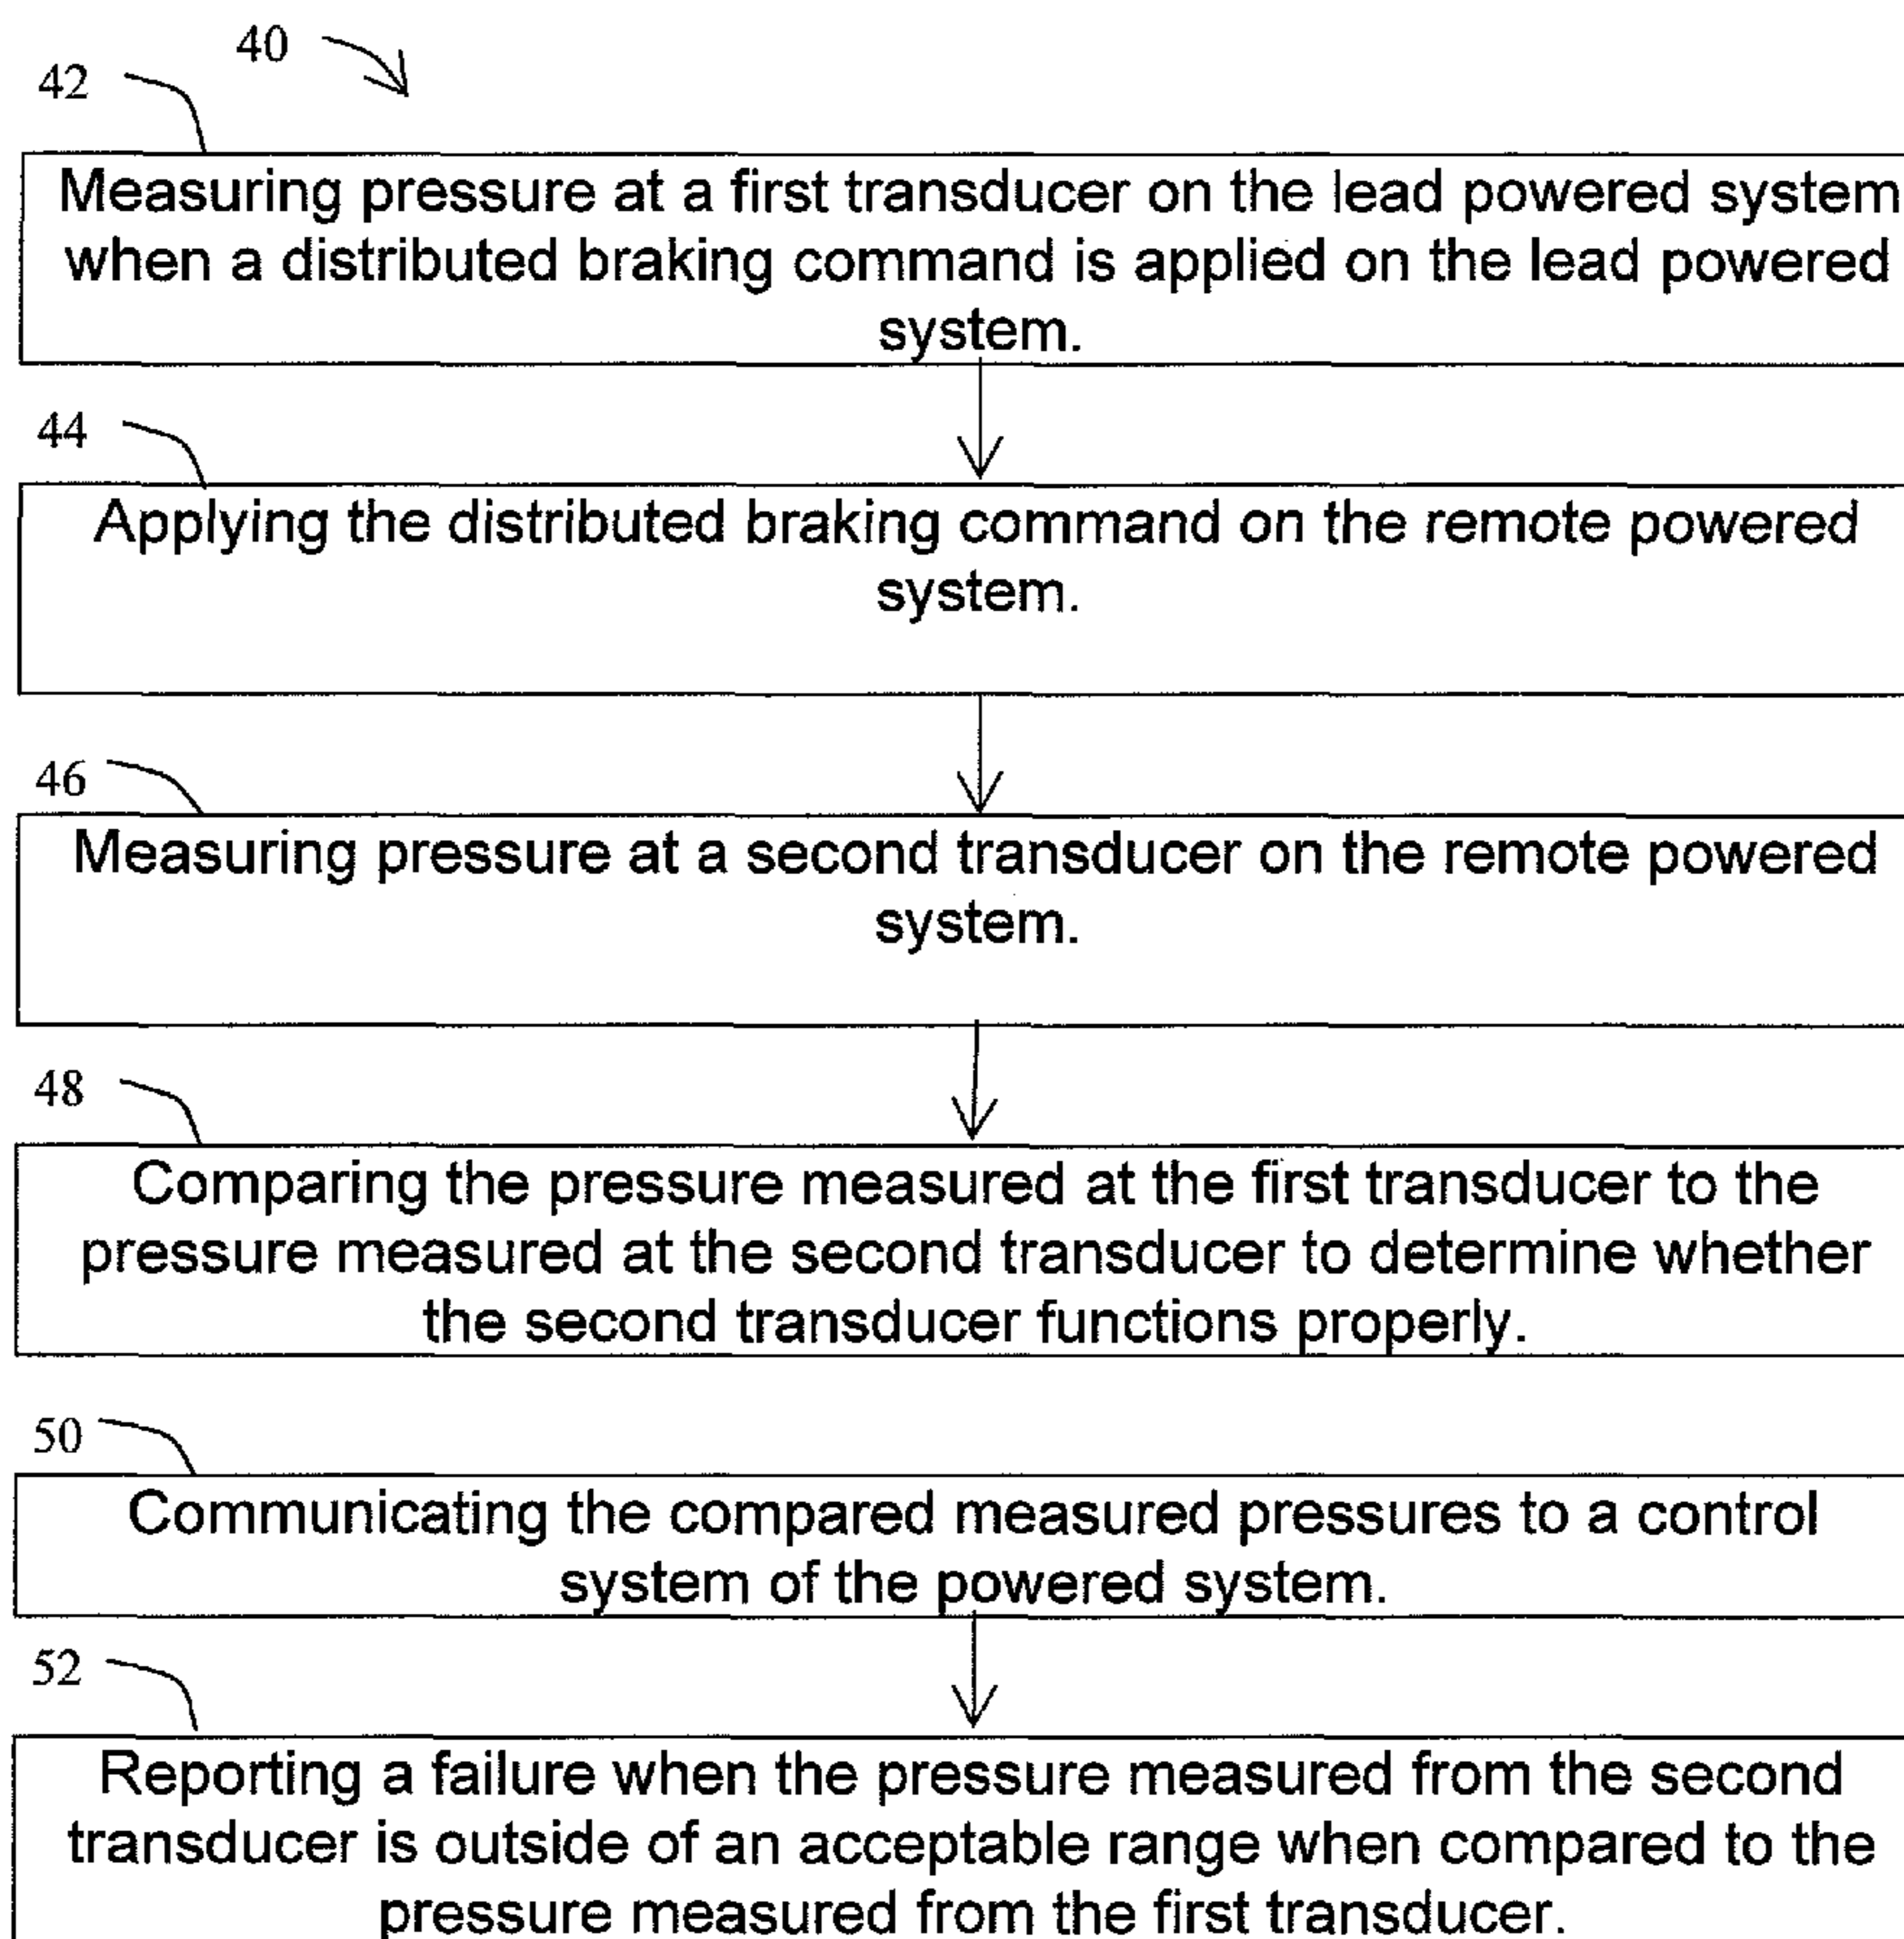 40
42
Measuring pressure at a first transducer on the lead powered system
when a distributed braking command is applied on the lead powered
system.
44
Applying the distributed braking command on the remote powered
system.
46
Measuring pressure at a second transducer on the remote powered
system.
48
Comparing the pressure measured at the first transducer to the
pressure measured at the second transducer to determine whether
the second transducer functions properly.
50
Communicating the compared measured pressures to a control
system of the powered system.
52
Reporting a failure when the pressure measured from the second
transducer is outside of an acceptable range when compared to the
pressure measured from the first transducer.